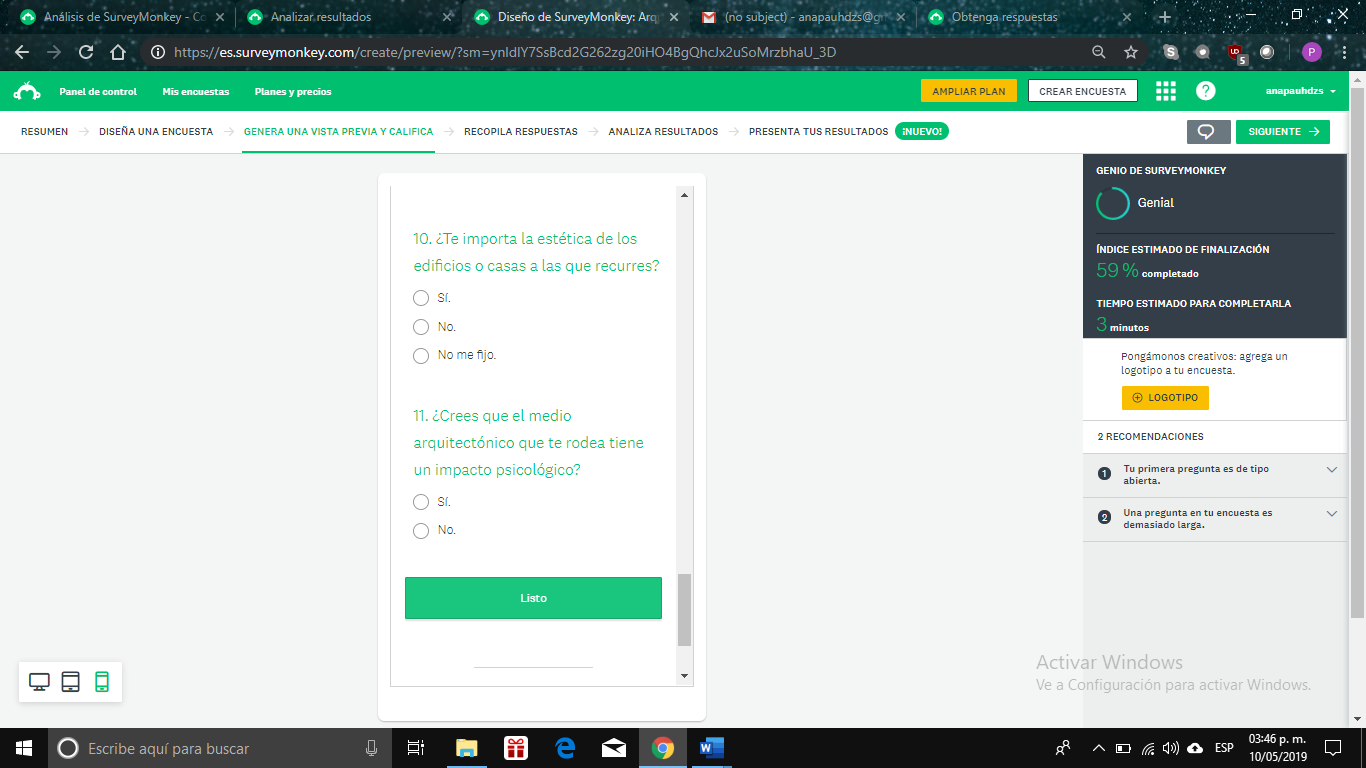 Análisis de SurveyMonkey - Co
Analizar resultados
Diseño de SurveyMonkey: Arqu
(no subject) - anapauhdzs@gm
Obtenga respuestas
https://es.surveymonkey.com/create/preview/?sm=ynIdIY7SsBcd2G262zg20iHO4BgQhcJx2uSoMrzbhaU_3D
5
P
Panel de control
Mis encuestas
Planes y precios
AMPLIAR PLAN
CREAR ENCUESTA
?
anapauhdzs
RESUMEN
DISEÑA UNA ENCUESTA
GENERA UNA VISTA PREVIA Y CALIFICA
RECOPILA RESPUESTAS
ANALIZA RESULTADOS
PRESENTA TUS RESULTADOS
¡NUEVO!
SIGUIENTE
10. ¿Te importa la estética de los
edificios o casas a las que recurres?
Sí.
No.
No me fijo.
11. ¿Crees que el medio
arquitectónico que te rodea tiene
un impacto psicológico?
Sí.
No.
Listo
GENIO DE SURVEYMONKEY
Genial
ÍNDICE ESTIMADO DE FINALIZACIÓN
59 % completado
TIEMPO ESTIMADO PARA COMPLETARLA
3 minutos
Pongámonos creativos: agrega un
logotipo a tu encuesta.
LOGOTIPO
2 RECOMENDACIONES
1 Tu primera pregunta es de tipo
abierta.
2 Una pregunta en tu encuesta es
demasiado larga.
Activar Windows
Ve a Configuración para activar Windows.
Escribe aquí para buscar
ESP
03:46 p. m.
10/05/2019